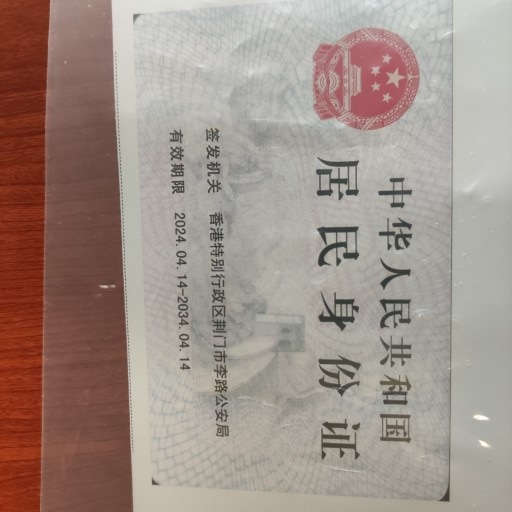 中华人民共和国
居民身份证
签发机关 香港特别行政区荆门市李路公安局
有效期限 2024.04.14-2034.04.14